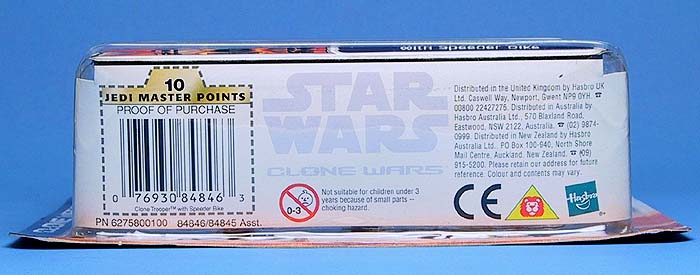 with Speeder Bike
10
JEDI MASTER POINTS
PROOF OF PURCHASE
0 76930 84846 3
Clone Trooper™ with Speeder Bike
PN 6275800100 84846/84845 Asst.
STAR
WARS
CLONE WARS
0-3
Not suitable for children under 3
years because of small parts --
choking hazard.
Distributed in the United Kingdom by Hasbro UK
Ltd. Caswell Way, Newport, Gwent NP9 0YH. ☎
00800 22427276. Distributed in Australia by
Hasbro Australia Ltd., 570 Blaxland Road,
Eastwood, NSW 2122, Australia. ☎ (02) 9874-
0999. Distributed in New Zealand by Hasbro
Australia Ltd.. PO Box 100-940, North Shore
Mail Centre, Auckland, New Zealand. ☎ (09)
915-5200. Please retain our address for future
reference. Colour and contents may vary.
CE
Hasbro